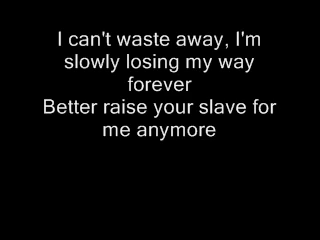 I can't waste away, I'm
slowly losing my way
forever
Better raise your slave for
me anymore